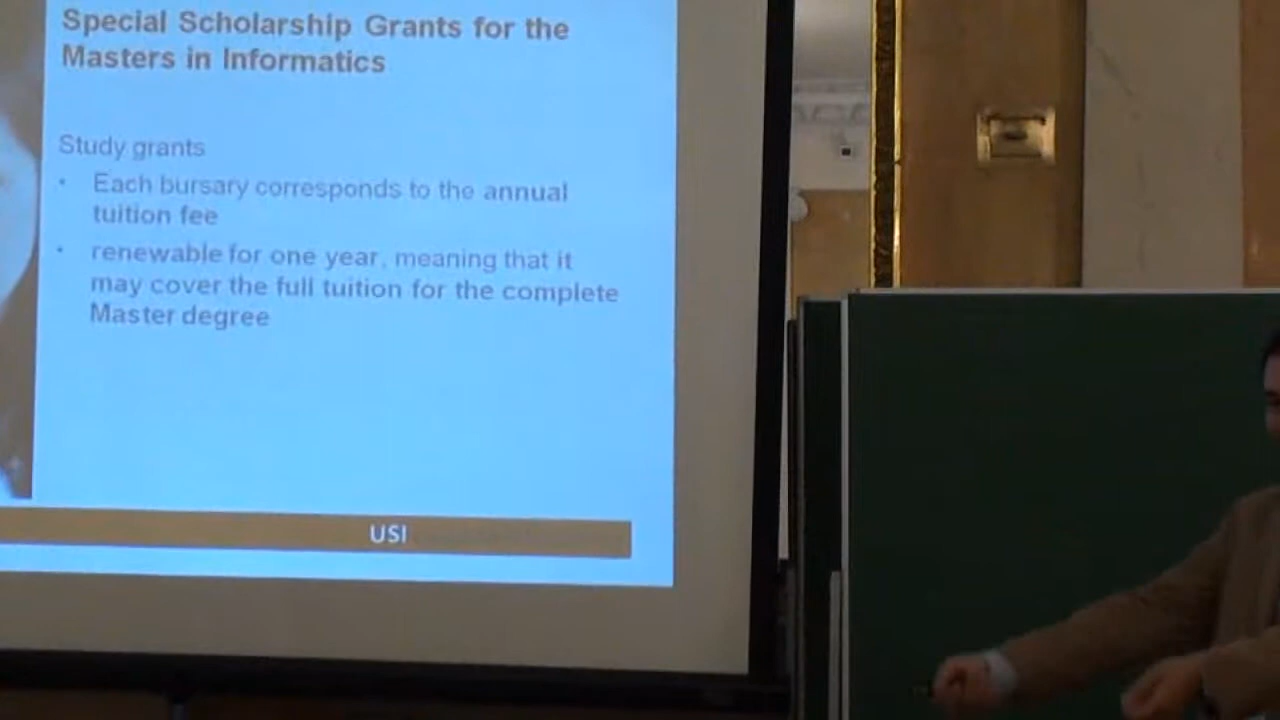 Special Scholarship Grants for the
Masters in Informatics
Study grants
• Each bursary corresponds to the annual
tuition fee
• renewable for one year, meaning that it
may cover the full tuition for the complete
Master degree
USI